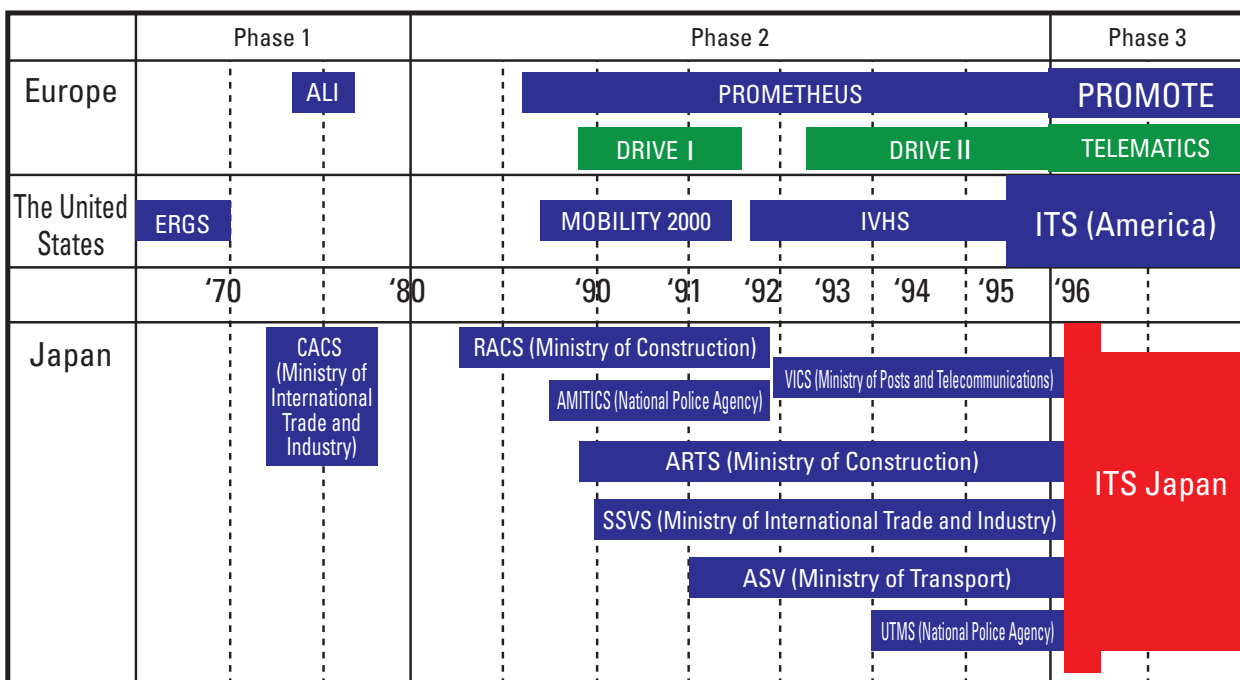 Phase 1
Phase 2
Phase 3
Europe
ALI
PROMETHEUS
PROMOTE
DRIVE I
DRIVE II
TELEMATICS
The United
States
ERGS
MOBILITY 2000
IVHS
ITS (America)
‘70
‘80
‘90
‘91
‘92
‘93
‘94
‘95
‘96
Japan
CACS
(Ministry of
International
Trade and
Industry)
RACS (Ministry of Construction)
VICS (Ministry of Posts and Telecommunications)
AMITICS (National Police Agency)
ARTS (Ministry of Construction)
ITS Japan
SSVS (Ministry of International Trade and Industry)
ASV (Ministry of Transport)
UTMS (National Police Agency)